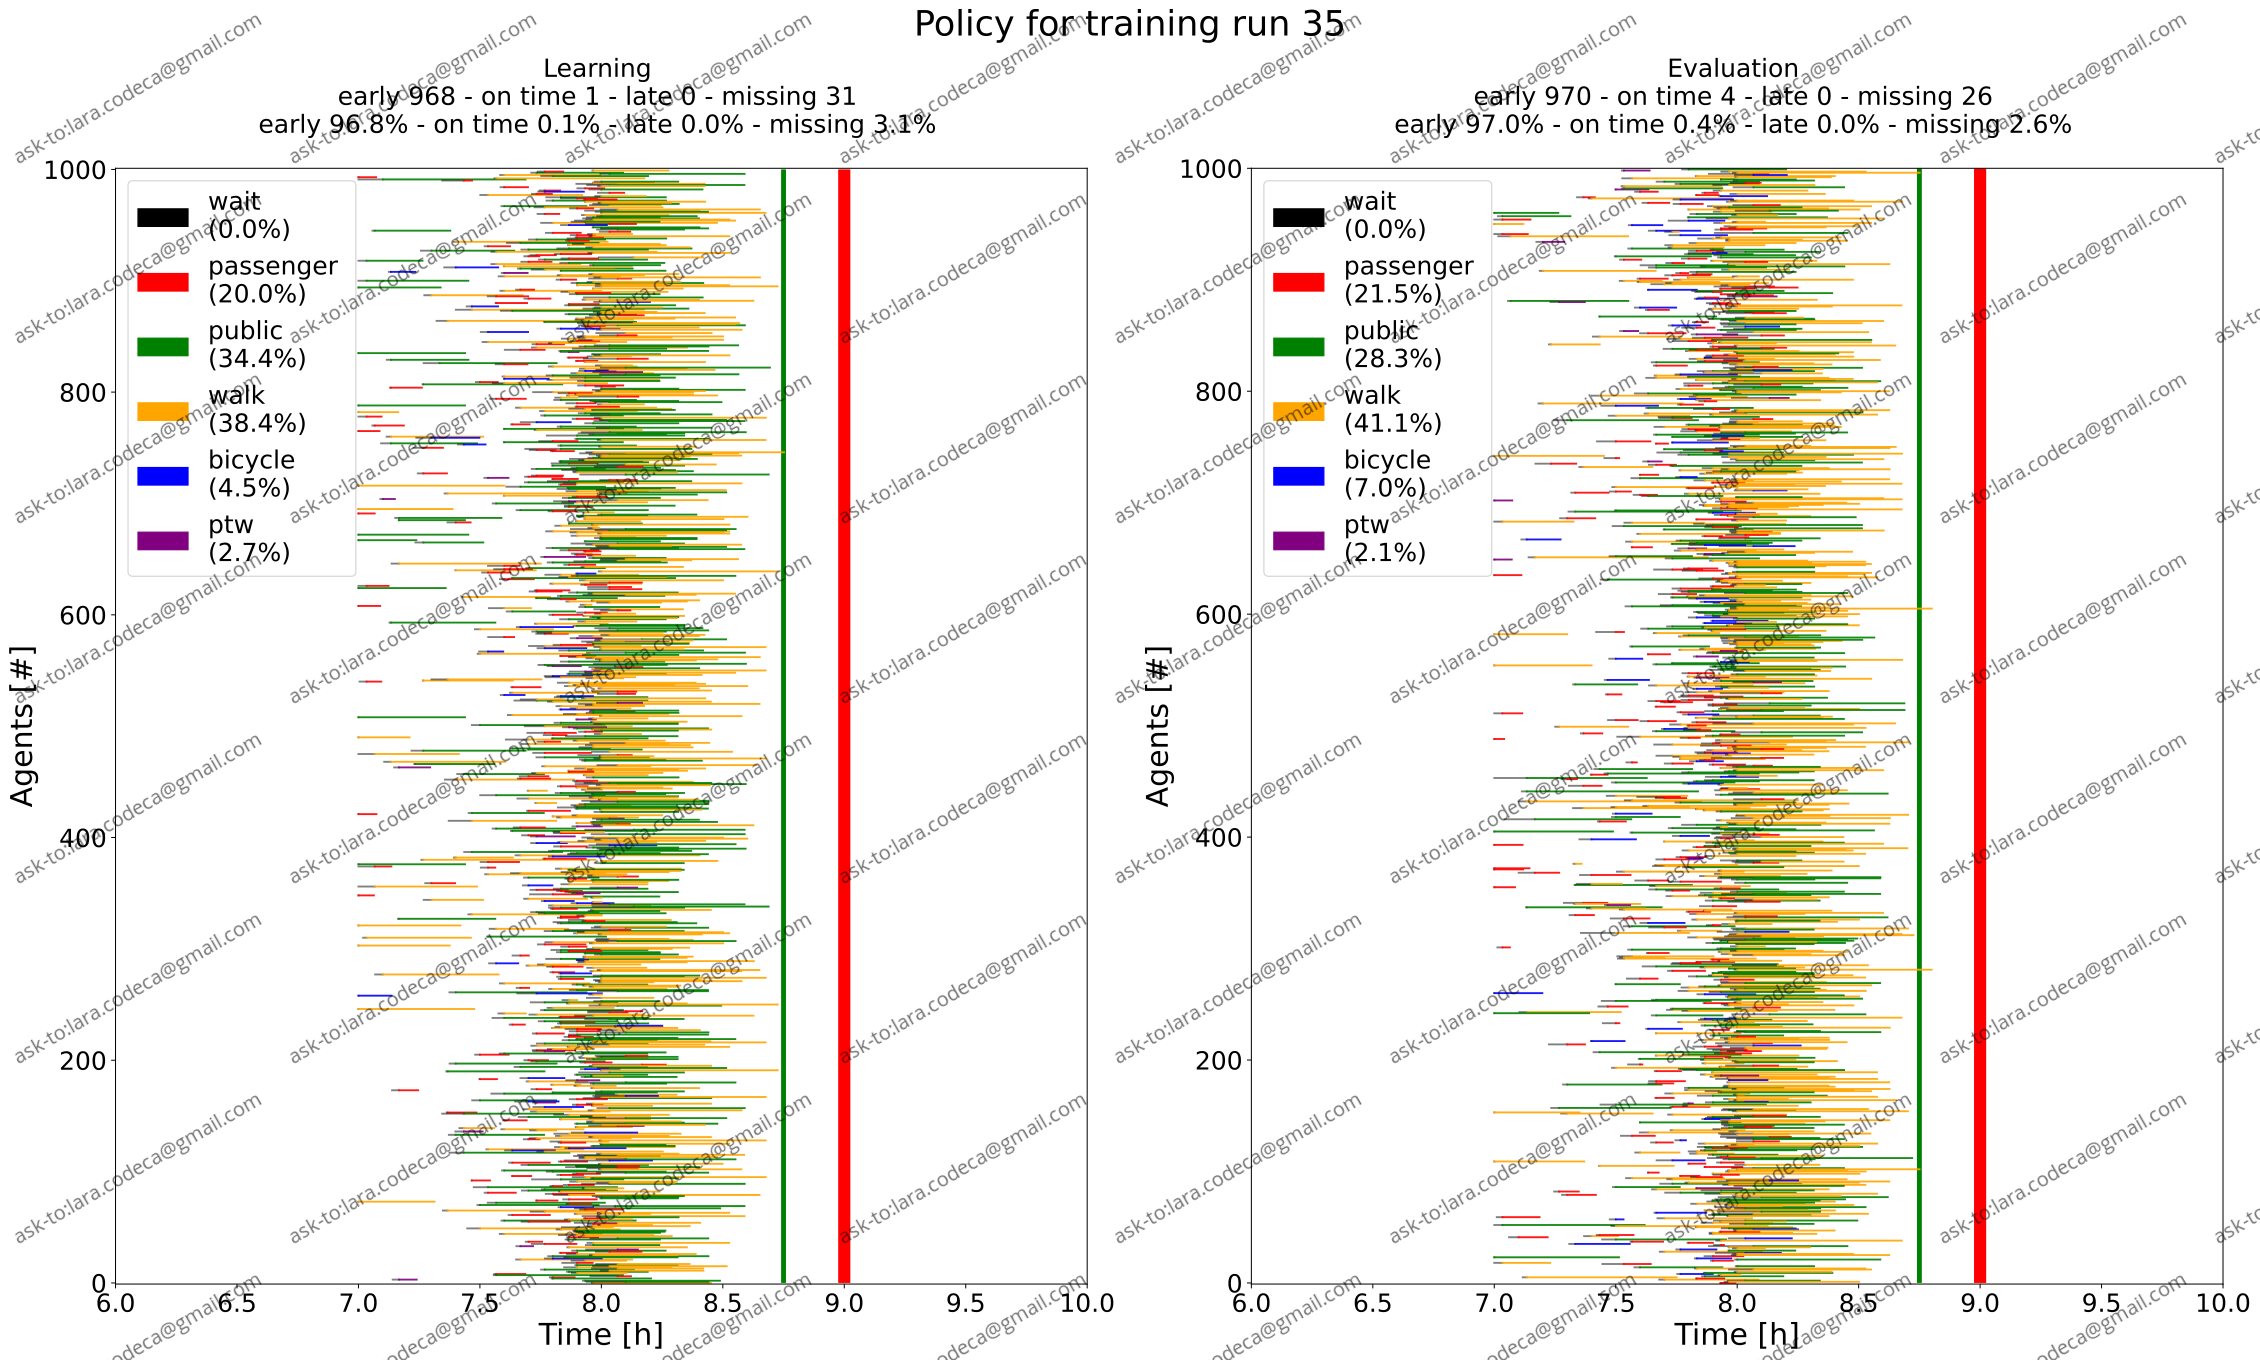 Policy for training run 35
Learning
early 968 - on time 1 - late 0 - missing 31
early 96.8% - on time 0.1% - late 0.0% - missing 3.1%
1000
800
600
400
200
0
Agents [#]
wait
(0.0%)
passenger
(20.0%)
public
(34.4%)
walk
(38.4%)
bicycle
(4.5%)
ptw
(2.7%)
6.0 6.5 7.0 7.5 8.0 8.5 9.0 9.5 10.0
Time [h]
Evaluation
early 970 - on time 4 - late 0 - missing 26
early 97.0% - on time 0.4% - late 0.0% - missing 2.6%
1000
800
600
400
200
0
Agents [#]
wait
(0.0%)
passenger
(21.5%)
public
(28.3%)
walk
(41.1%)
bicycle
(7.0%)
ptw
(2.1%)
6.0 6.5 7.0 7.5 8.0 8.5 9.0 9.5 10.0
Time [h]
ask-to:lara.codeca@gmail.com